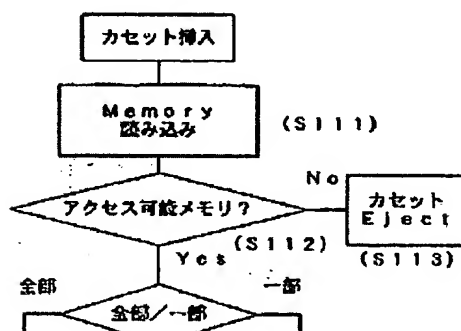 カセット挿入
Memory
読み込み
(S111)
アクセス可能メモリ?
No
カセット
Eject
(S113)
Yes
(S112)
全部
一部
全部/一部